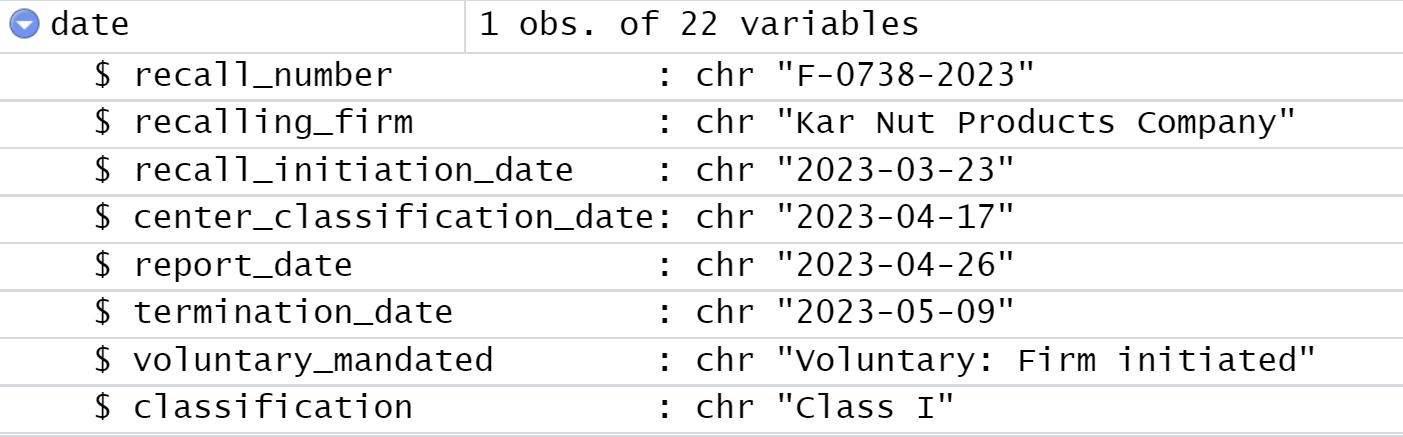 date 1 obs. of 22 variables
$ recall_number : chr "F-0738-2023"
$ recalling_firm : chr "Kar Nut Products Company"
$ recall_initiation_date : chr "2023-03-23"
$ center_classification_date: chr "2023-04-17"
$ report_date : chr "2023-04-26"
$ termination_date : chr "2023-05-09"
$ voluntary_mandated : chr "Voluntary: Firm initiated"
$ classification : chr "Class I"